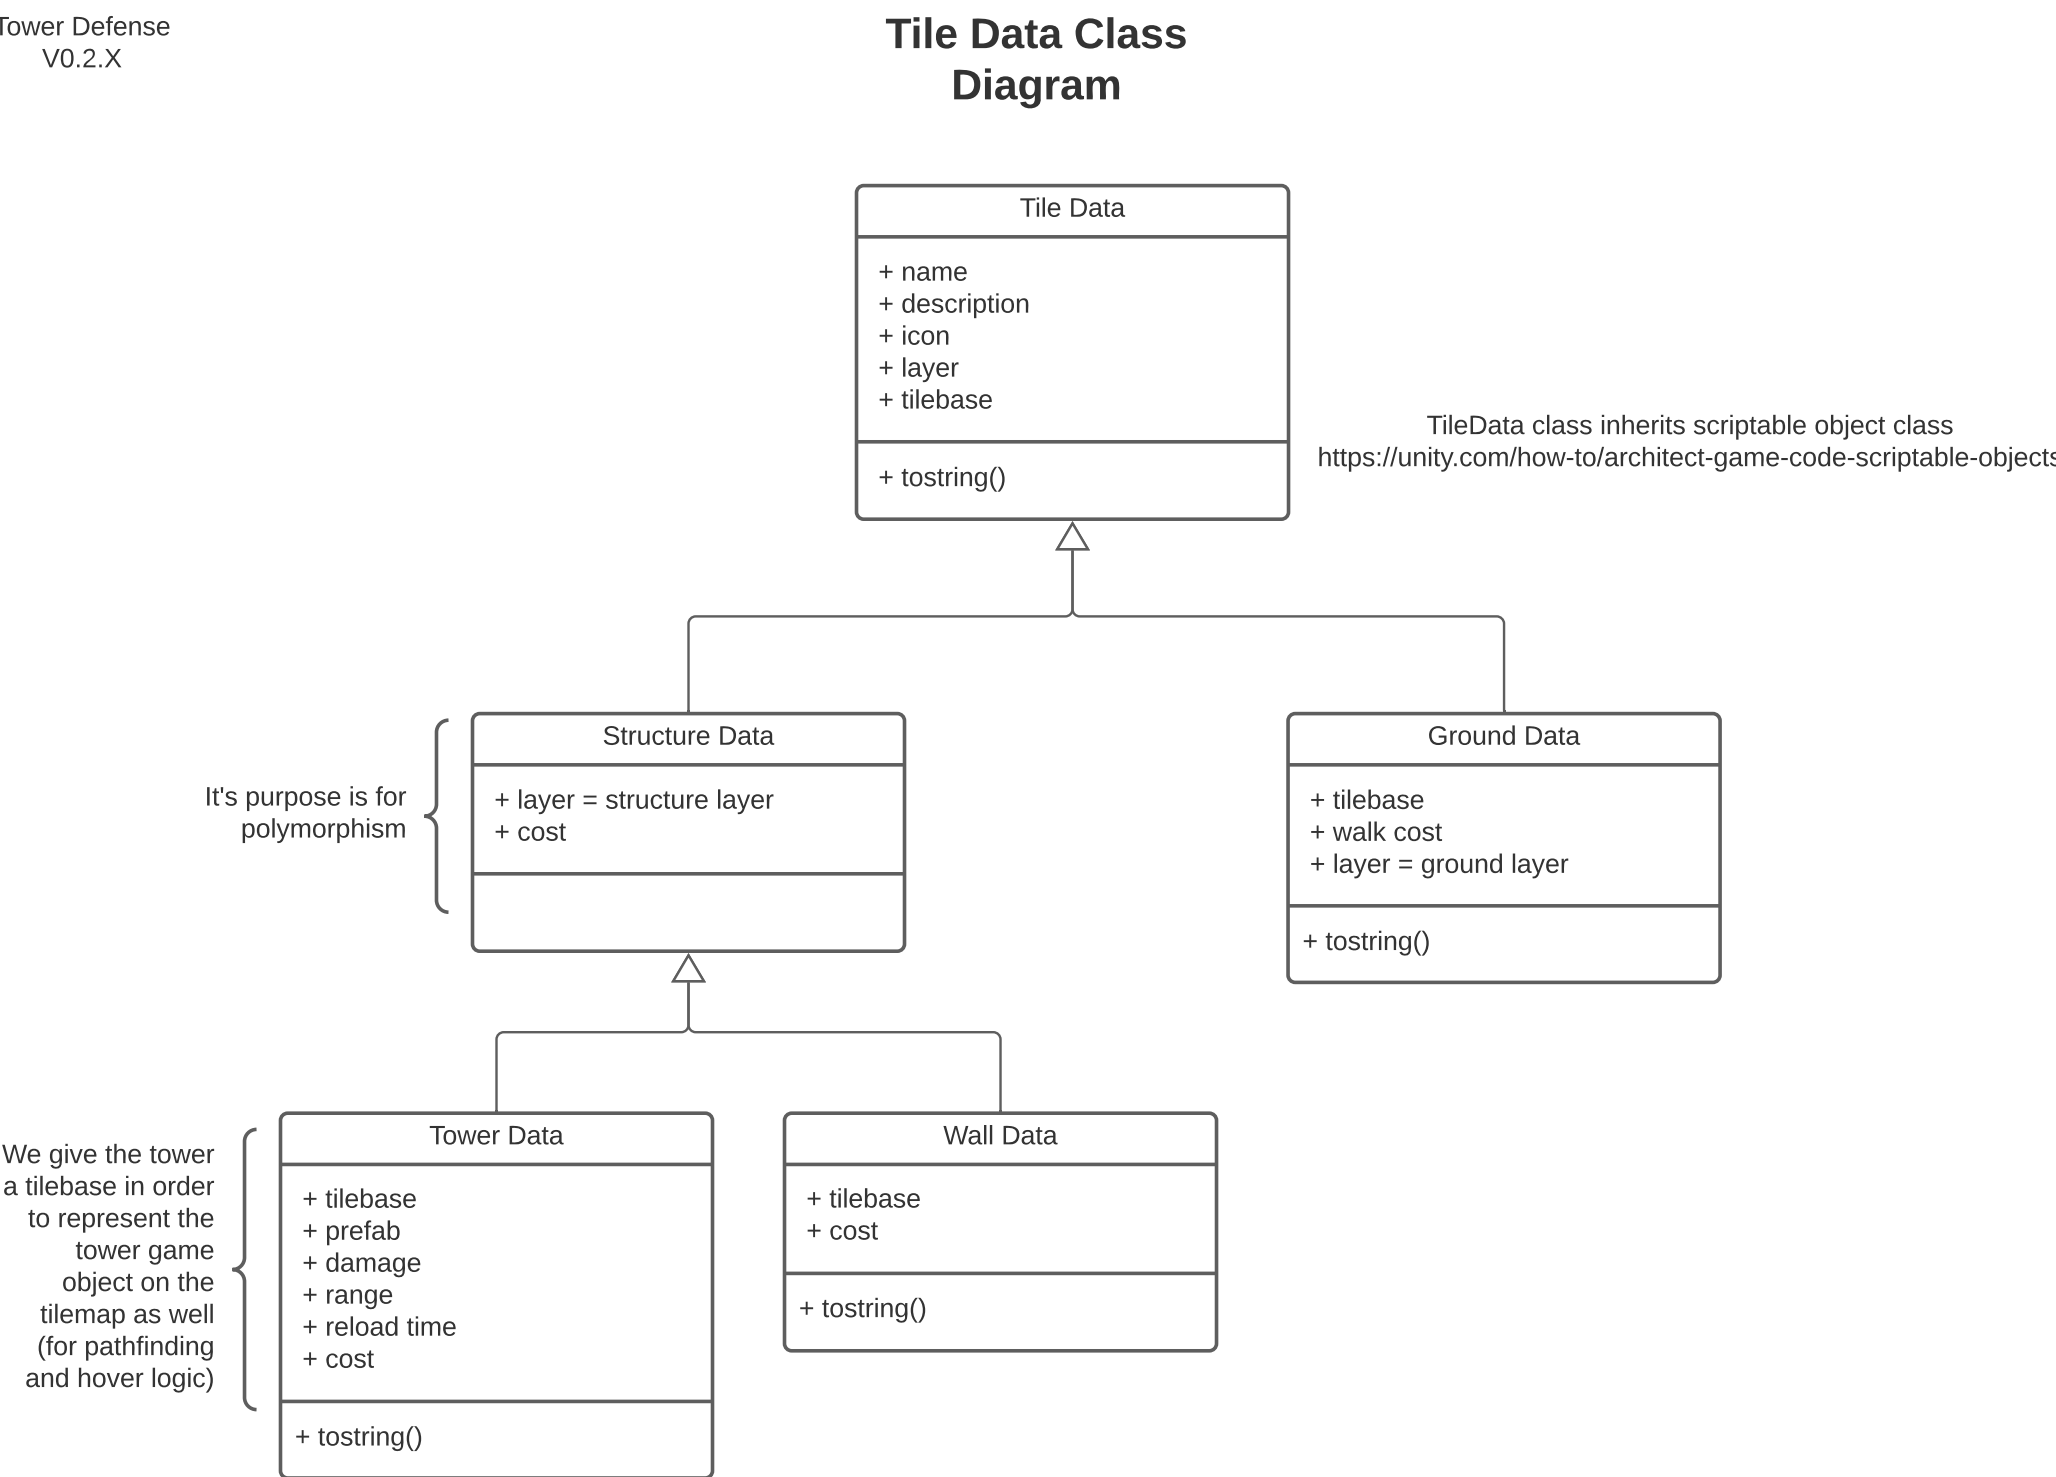 Tower Defense
V0.2.X
Tile Data Class
Diagram
Tile Data
+ name
+ description
+ icon
+ layer
+ tilebase
+ tostring()
TileData class inherits scriptable object class
https://unity.com/how-to/architect-game-code-scriptable-objects
Structure Data
+ layer = structure layer
+ cost
It's purpose is for
polymorphism
Ground Data
+ tilebase
+ walk cost
+ layer = ground layer
+ tostring()
Tower Data
+ tilebase
+ prefab
+ damage
+ range
+ reload time
+ cost
+ tostring()
We give the tower
a tilebase in order
to represent the
tower game
object on the
tilemap as well
(for pathfinding
and hover logic)
Wall Data
+ tilebase
+ cost
+ tostring()